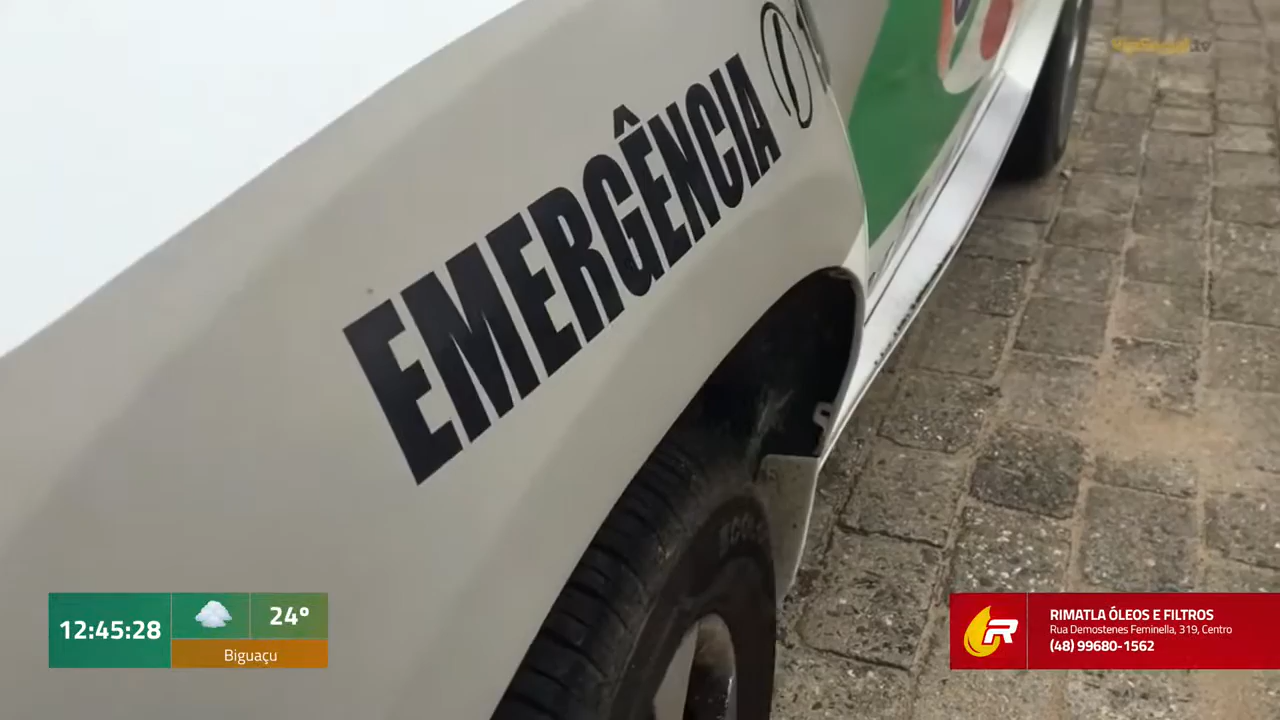 EMERGÊNCIA
12:45:28
24°
Biguaçu
RIMATLA ÓLEOS E FILTROS
Rua Demostenes Feminella, 319, Centro
(48) 99680-1562